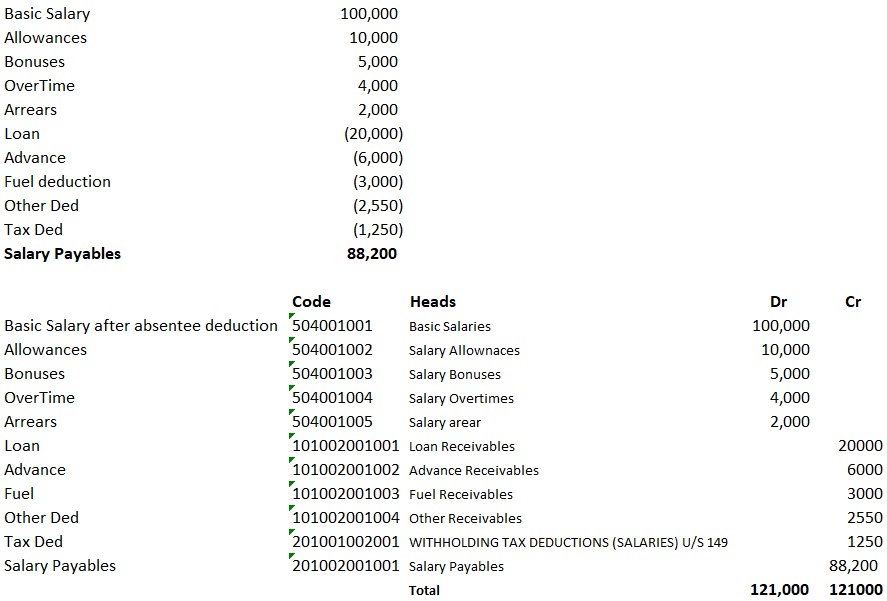 Basic Salary 100,000
Allowances 10,000
Bonuses 5,000
OverTime 4,000
Arrears 2,000
Loan (20,000)
Advance (6,000)
Fuel deduction (3,000)
Other Ded (2,550)
Tax Ded (1,250)
Salary Payables 88,200
Code Heads Dr Cr
Basic Salary after absentee deduction 504001001 Basic Salaries 100,000
Allowances 504001002 Salary Allownaces 10,000
Bonuses 504001003 Salary Bonuses 5,000
OverTime 504001004 Salary Overtimes 4,000
Arrears 504001005 Salary arear 2,000
Loan 101002001001 Loan Receivables 20000
Advance 101002001002 Advance Receivables 6000
Fuel 101002001003 Fuel Receivables 3000
Other Ded 101002001004 Other Receivables 2550
Tax Ded 201001002001 WITHHOLDING TAX DEDUCTIONS (SALARIES) U/S 149 1250
Salary Payables 201002001001 Salary Payables 88,200
Total 121,000 121000